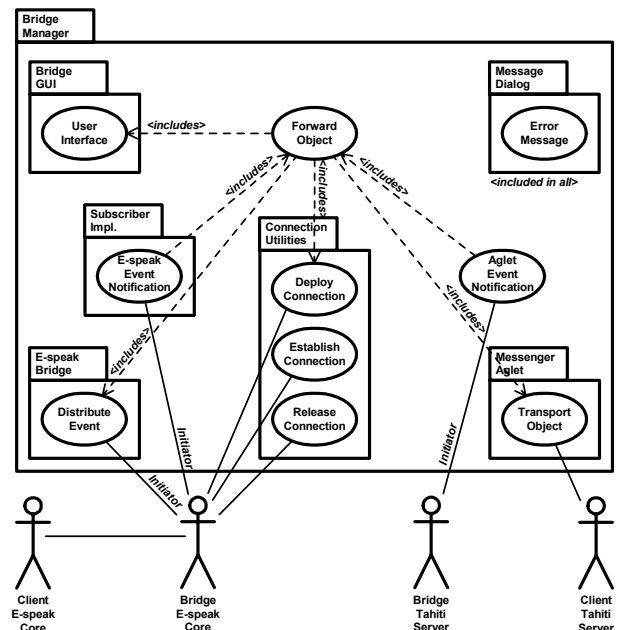 Bridge
Manager
Bridge
GUI
User
Interface
<includes>
Forward
Object
Message
Dialog
Error
Message
<included in all>
<includes>
<includes>
<includes>
Subscriber
Impl.
E-speak
Event
Notification
Connection
Utilities
Deploy
Connection
Aglet
Event
Notification
<includes>
<includes>
E-speak
Bridge
Distribute
Event
Establish
Connection
Release
Connection
Messenger
Aglet
Transport
Object
Initiator
Initiator
Initiator
Client
E-speak
Core
Bridge
E-speak
Core
Bridge
Tahiti
Server
Client
Tahiti
Server